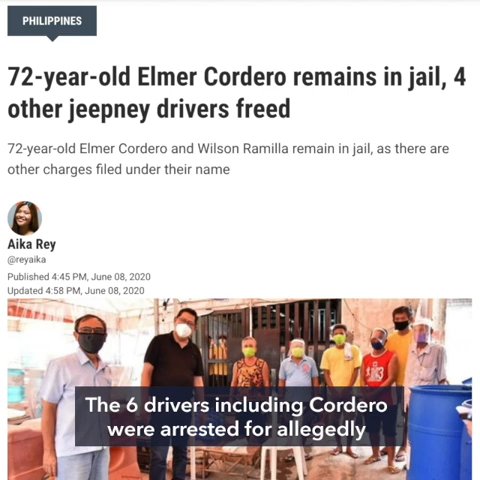 PHILIPPINES
72-year-old Elmer Cordero remains in jail, 4
other jeepney drivers freed
72-year-old Elmer Cordero and Wilson Ramilla remain in jail, as there are
other charges filed under their name
Aika Rey
@reyaika
Published 4:45 PM, June 08, 2020
Updated 4:58 PM, June 08, 2020
The 6 drivers including Cordero
were arrested for allegedly